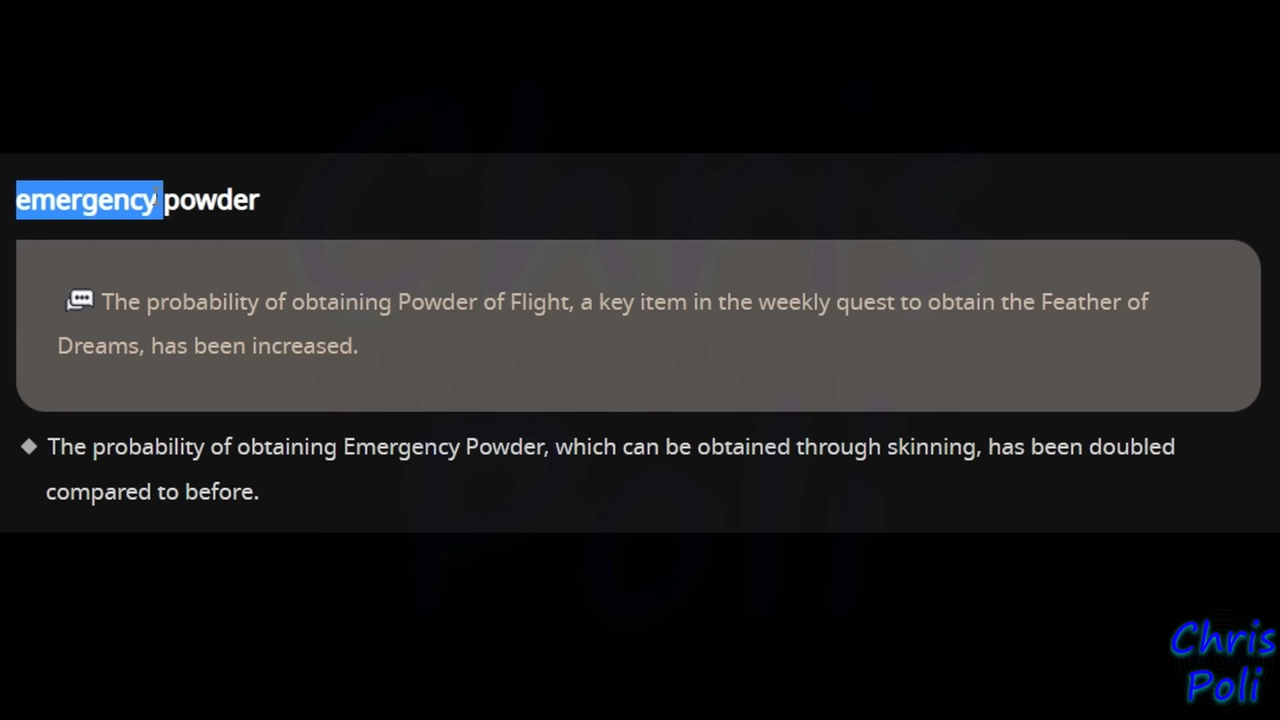 emergency powder
The probability of obtaining Powder of Flight, a key item in the weekly quest to obtain the Feather of
Dreams, has been increased.
The probability of obtaining Emergency Powder, which can be obtained through skinning, has been doubled
compared to before.
Chris
Poli
Chris
Poli